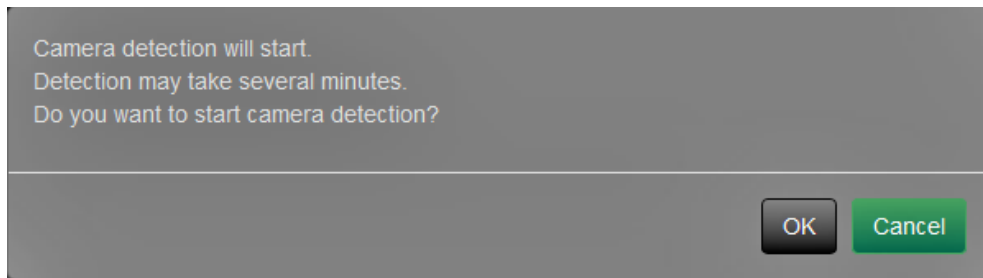 Camera detection will start.
Detection may take several minutes.
Do you want to start camera detection?
OK Cancel